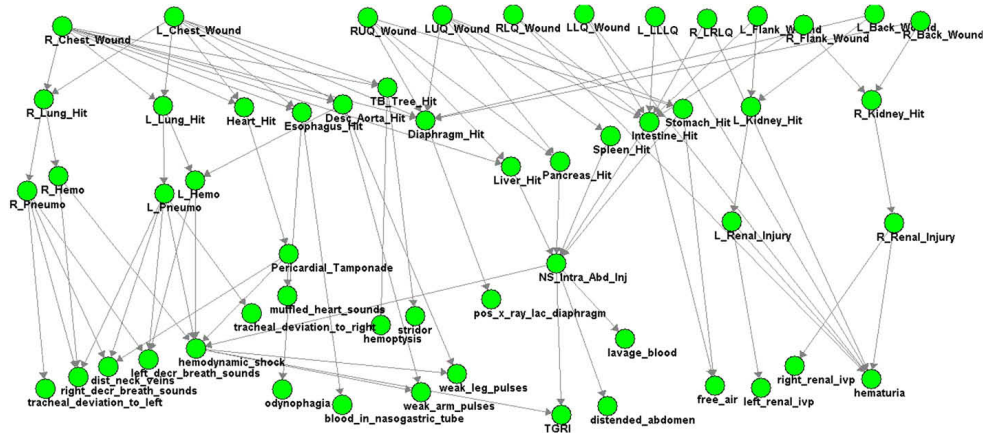 R_Chest_Wound
L_Chest_Wound
RUQ_Wound
LUQ_Wound
RLQ_Wound
LLQ_Wound
L_LLLQ
R_LRLQ
L_Flank_Wound
R_Flank_Wound
L_Back_Wound
R_Back_Wound
R_Lung_Hit
L_Lung_Hit
Heart_Hit
Esophagus_Hit
Desc_Aorta_Hit
TB_Tree_Hit
Diaphragm_Hit
Liver_Hit
Pancreas_Hit
Spleen_Hit
Intestine_Hit
Stomach_Hit
L_Kidney_Hit
R_Kidney_Hit
R_Pneumo
R_Hemo
L_Pneumo
L_Hemo
L_Renal_Injury
R_Renal_Injury
Pericardial_Tamponade
NS_Intra_Abd_Inj
muffled_heart_sounds
tracheal_deviation_to_right
hemoptysis
stridor
pos_x_ray_lac_diaphragm
lavage_blood
tracheal_deviation_to_left
right_decr_breath_sounds
dist_neck_veins
left_decr_breath_sounds
hemodynamic_shock
odynophagia
blood_in_nasogastric_tube
weak_arm_pulses
weak_leg_pulses
TGRI
distended_abdomen
free_air
left_renal_ivp
right_renal_ivp
hematuria